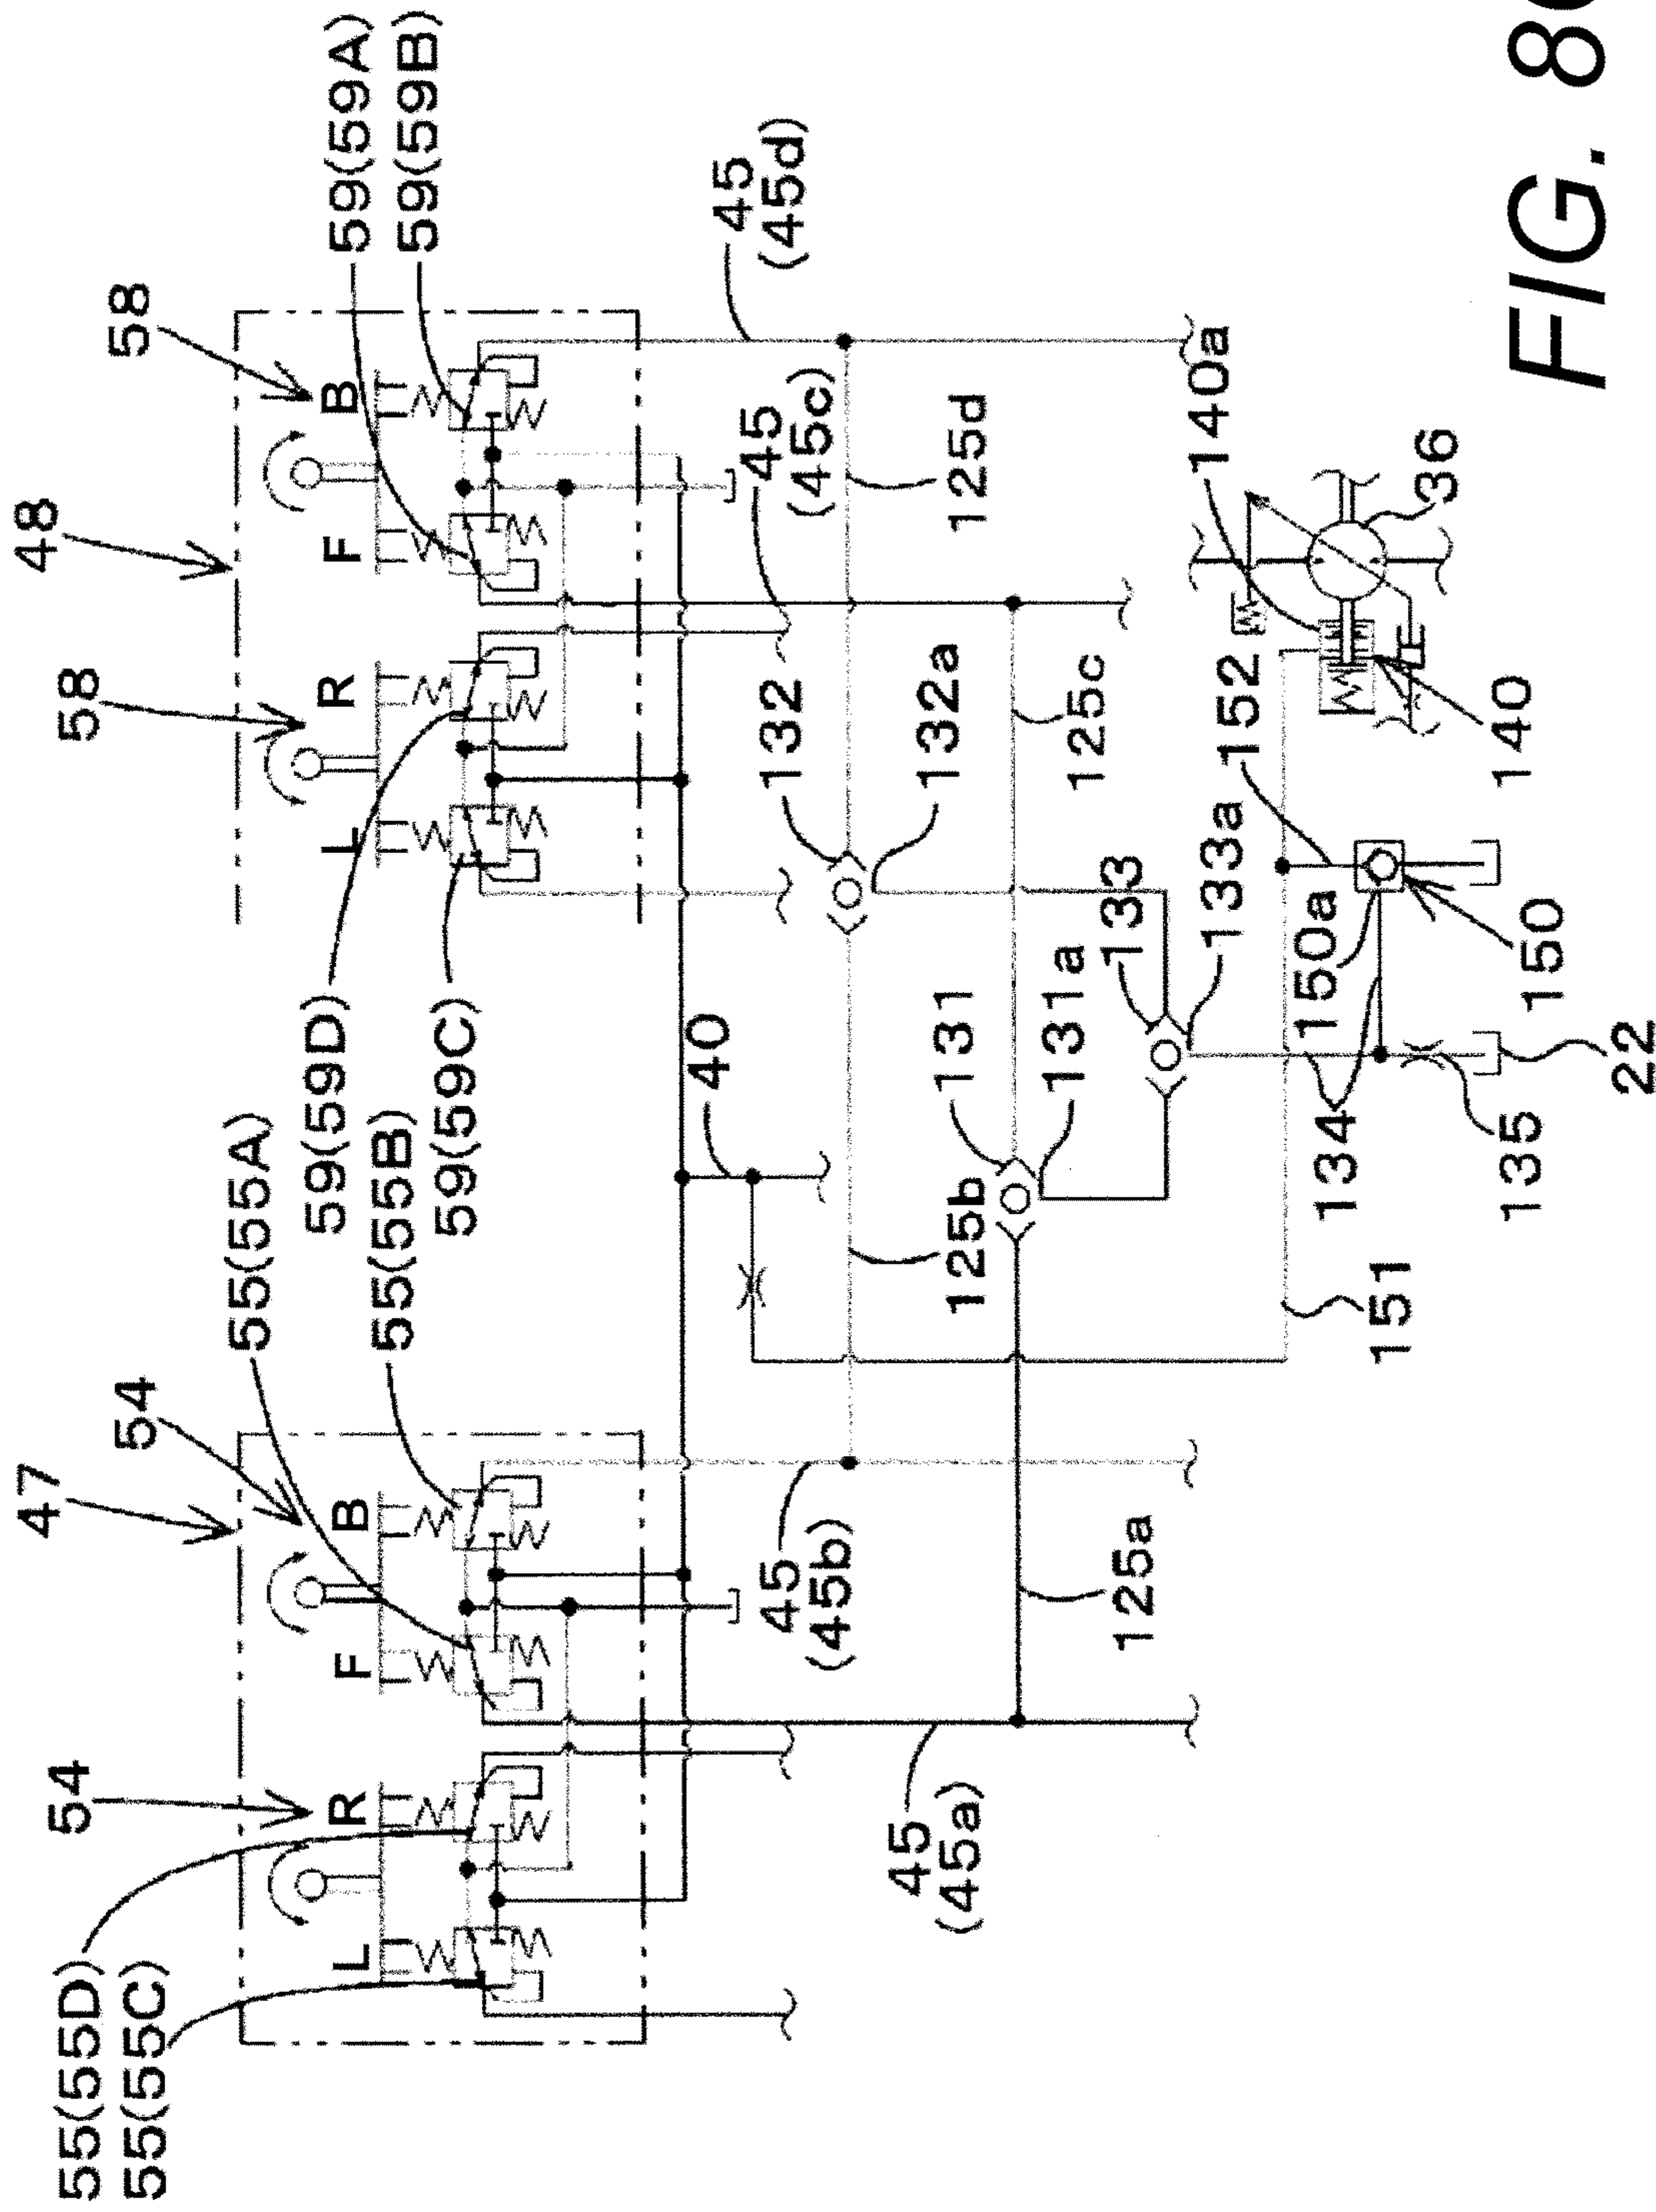 47
48
54
58
55(55D)
55(55C)
54
58
55(55A)
59(59D)
59(59A)
L
R
F
B
L
R
F
B
55(55B)
59(59C)
59(59B)
40
45
(45d)
45
(45b)
132
45
(45c)
45
(45a)
125b
131
132a
125d
125a
131a
133
125c
133a
140a
134
151
150a
152
36
135
150
140
22
FIG. 8